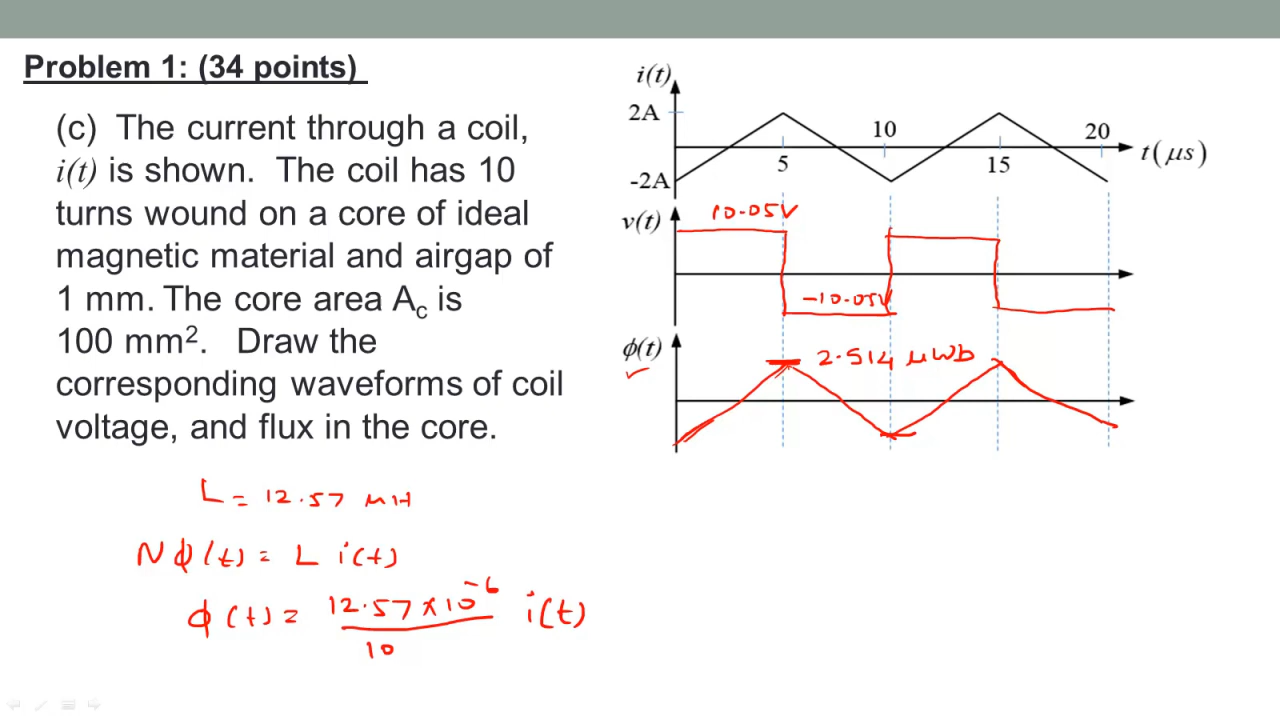 Problem 1: (34 points)
(c) The current through a coil,
i(t) is shown. The coil has 10
turns wound on a core of ideal
magnetic material and airgap of
1 mm. The core area Ac is
100 mm². Draw the
corresponding waveforms of coil
voltage, and flux in the core.
L = 12.57 μH
Nϕ(t) = L i(t)
ϕ(t) = 12.57 × 10⁻⁶ i(t)
10
i(t)
2A
10
20
t(μs)
5
15
-2A
10.05V
v(t)
-10.05V
ϕ(t)
2.514 μWb